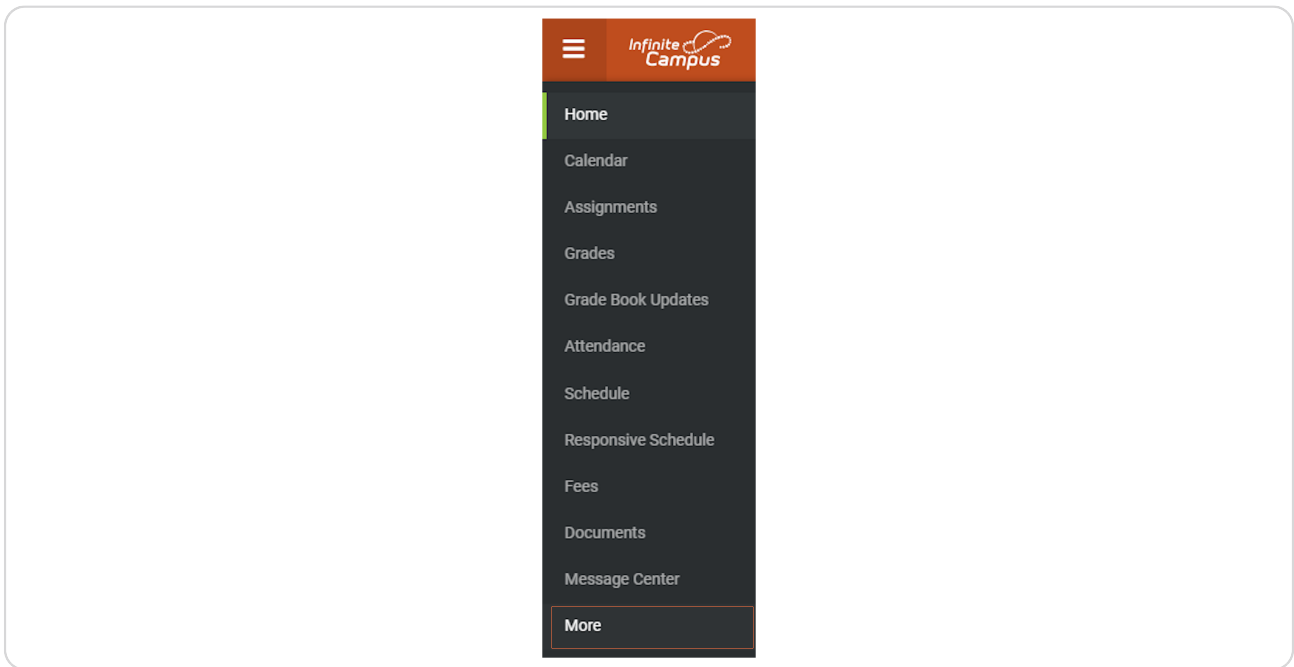 Infinite
Campus
Home
Calendar
Assignments
Grades
Grade Book Updates
Attendance
Schedule
Responsive Schedule
Fees
Documents
Message Center
More